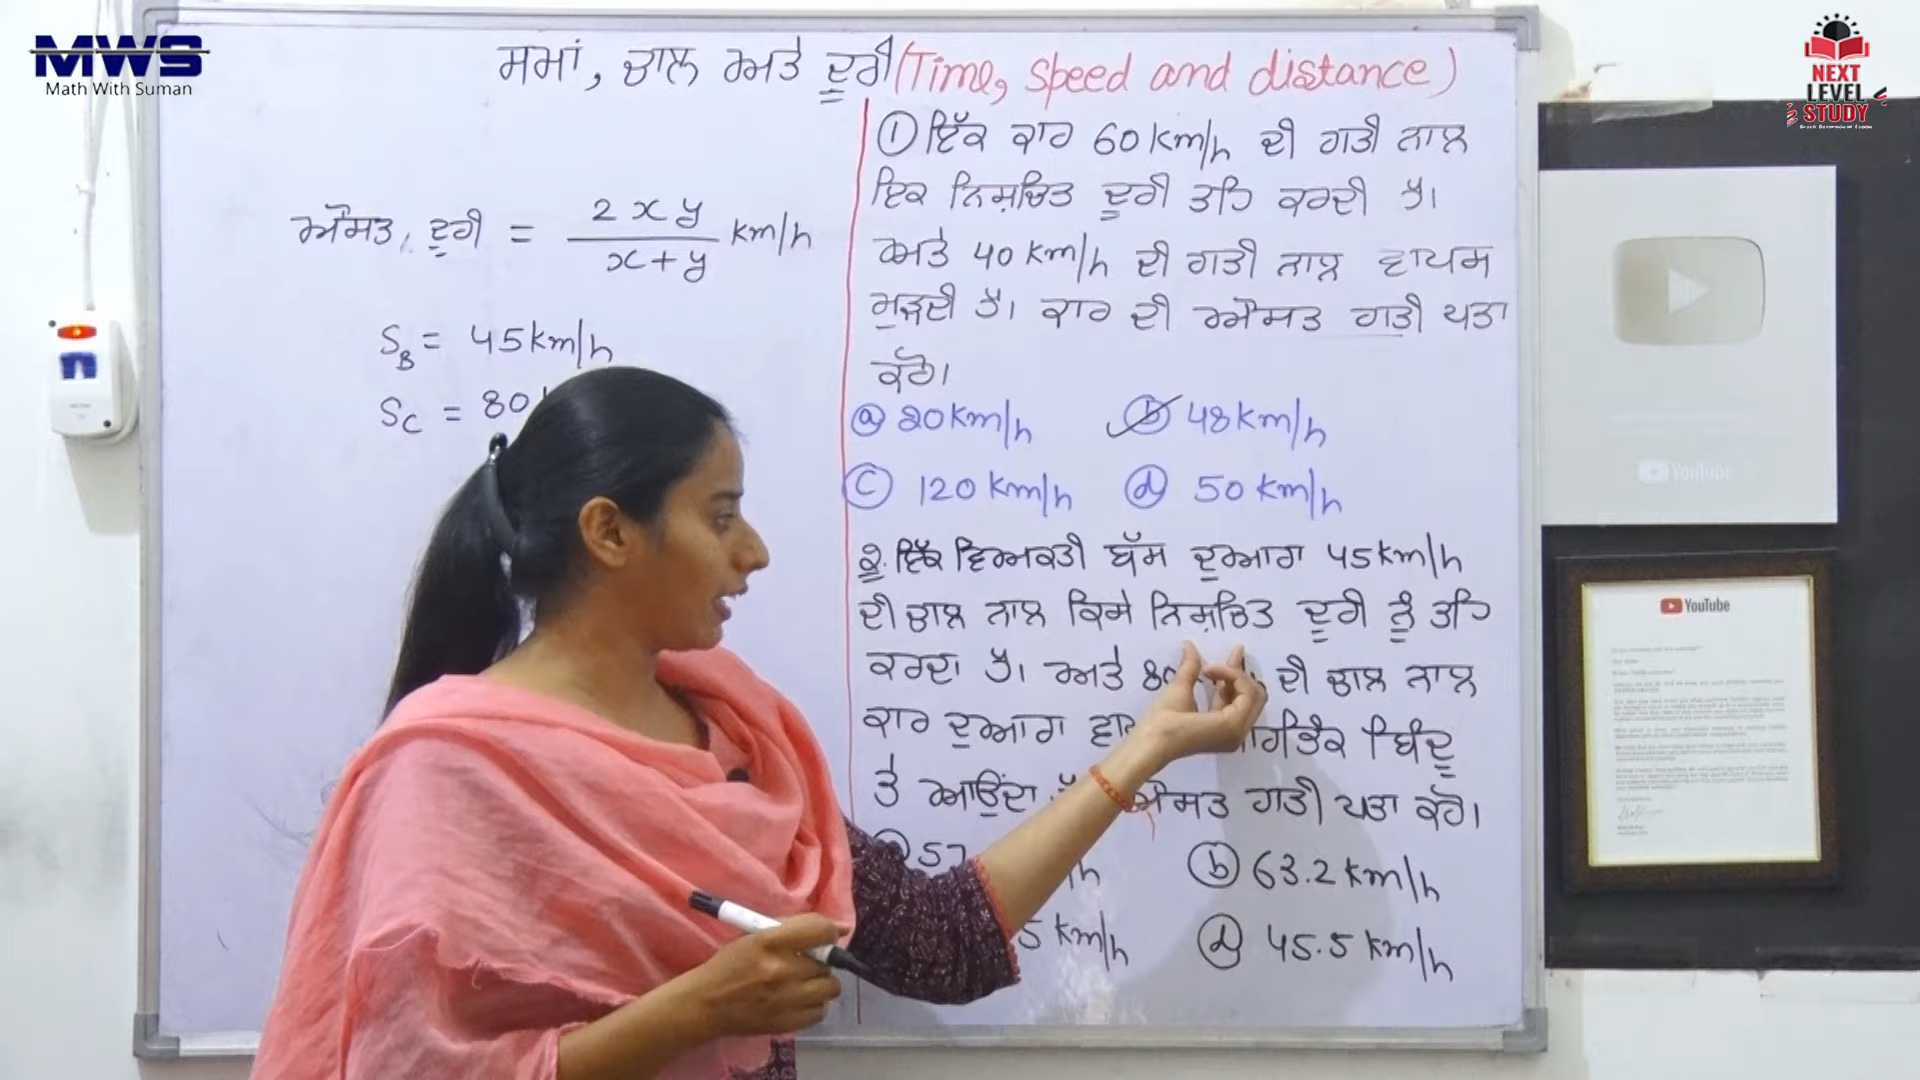 MWS
Math With Suman
NEXT
LEVEL
STUDY
ਸਮਾਂ, ਚਾਲ ਅਤੇ ਦੂਰੀ (Time, speed and distance)
ਔਸਤ ਦੂਰੀ = 2xy / x+y km/h
S_B = 45 km/h
S_C = 80
① ਇੱਕ ਕਾਰ 60 km/h ਦੀ ਗਤੀ ਨਾਲ
ਇਕ ਨਿਸ਼ਚਿਤ ਦੂਰੀ ਤਹਿ ਕਰਦੀ ਹੈ।
ਅਤੇ 40 km/h ਦੀ ਗਤੀ ਨਾਲ ਵਾਪਸ
ਮੁੜਦੀ ਹੈ। ਕਾਰ ਦੀ ਔਸਤ ਗਤੀ ਪਤਾ
ਕਰੋ।
ⓐ 20 km/h ⓑ 48 km/h
ⓒ 120 km/h ⓓ 50 km/h
2. ਇੱਕ ਵਿਅਕਤੀ ਬੱਸ ਦੁਆਰਾ 45 km/h
ਦੀ ਚਾਲ ਨਾਲ ਕਿਸੇ ਨਿਸ਼ਚਿਤ ਦੂਰੀ ਨੂੰ ਤਹਿ
ਕਰਦਾ ਹੈ। ਅਤੇ 80 ਦੀ ਚਾਲ ਨਾਲ
ਕਾਰ ਦੁਆਰਾ ਬਿੰਦੂ
ਤੇ ਆਉਂਦਾ ਔਸਤ ਗਤੀ ਪਤਾ ਕਰੋ।
ⓑ 63.2 km/h
5 km/h ⓓ 45.5 km/h
YouTube
YouTube